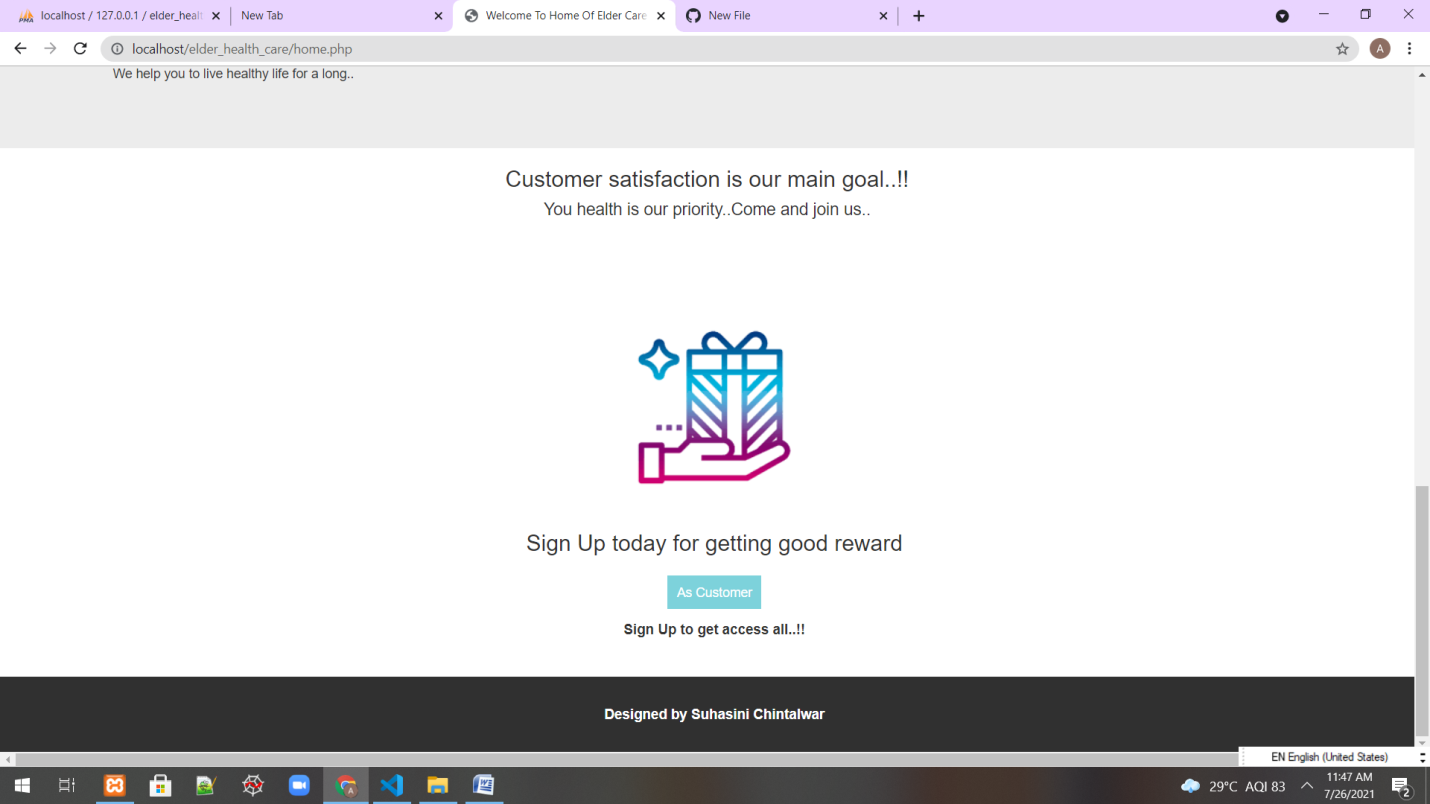 localhost / 127.0.0.1 / elder_healt
New Tab
Welcome To Home Of Elder Care
New File
localhost/elder_health_care/home.php
A
We help you to live healthy life for a long..
Customer satisfaction is our main goal..!!
You health is our priority..Come and join us..
Sign Up today for getting good reward
As Customer
Sign Up to get access all..!!
Designed by Suhasini Chintalwar
EN English (United States)
29°C AQI 83
11:47 AM
7/26/2021
2